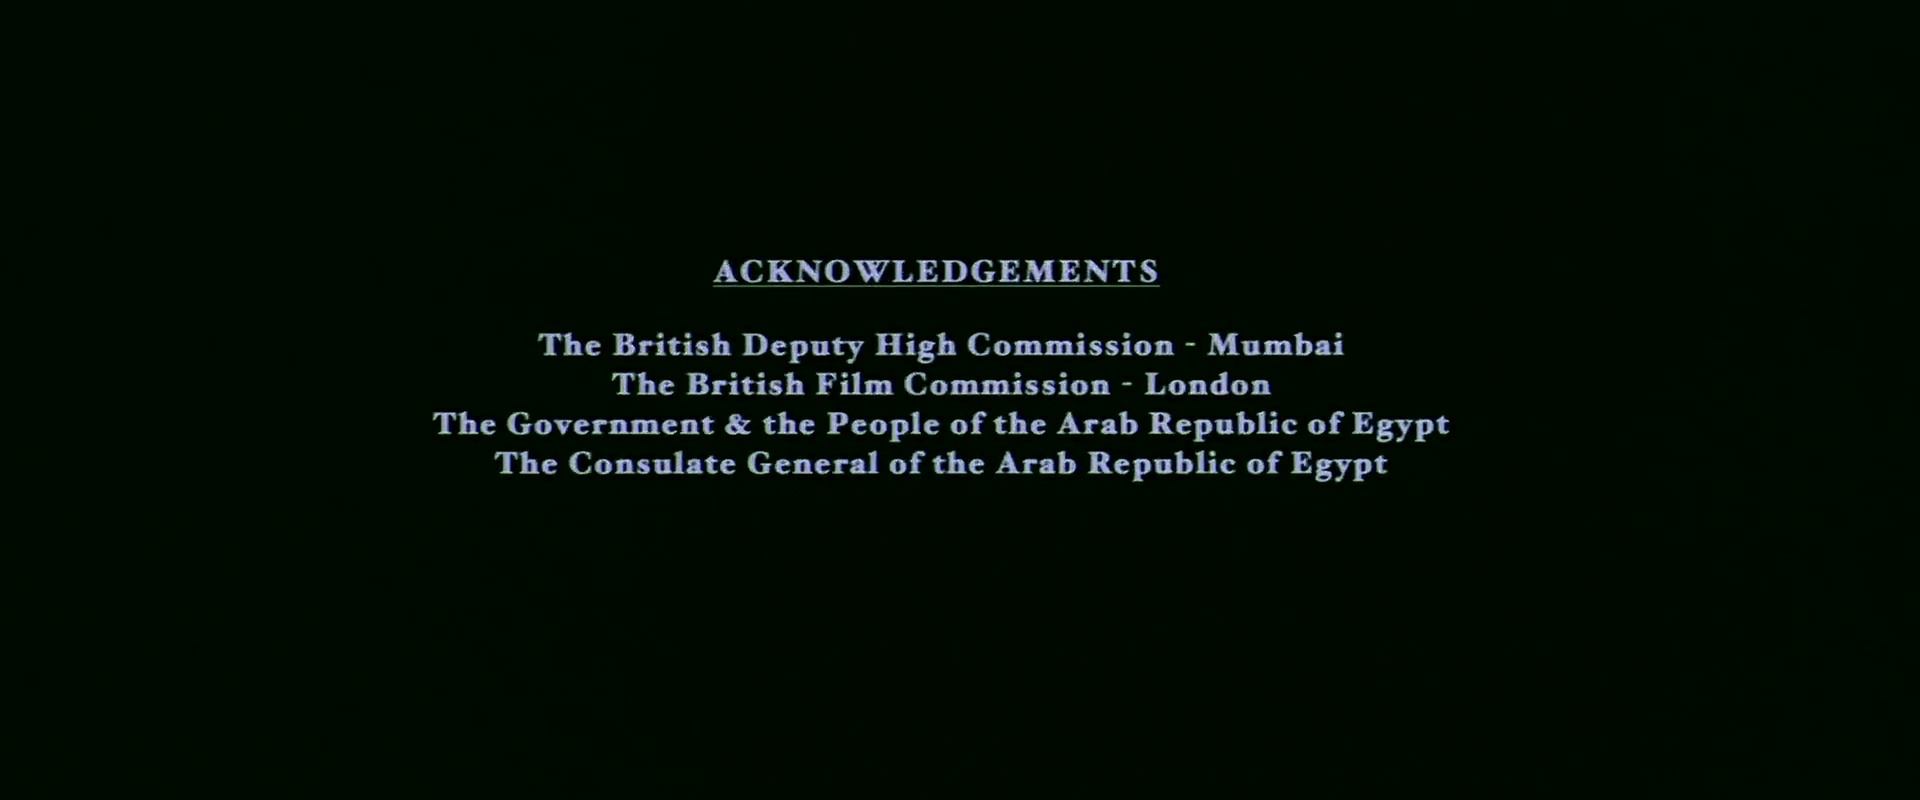 ACKNOWLEDGEMENTS
The British Deputy High Commission - Mumbai
The British Film Commission - London
The Government & the People of the Arab Republic of Egypt
The Consulate General of the Arab Republic of Egypt